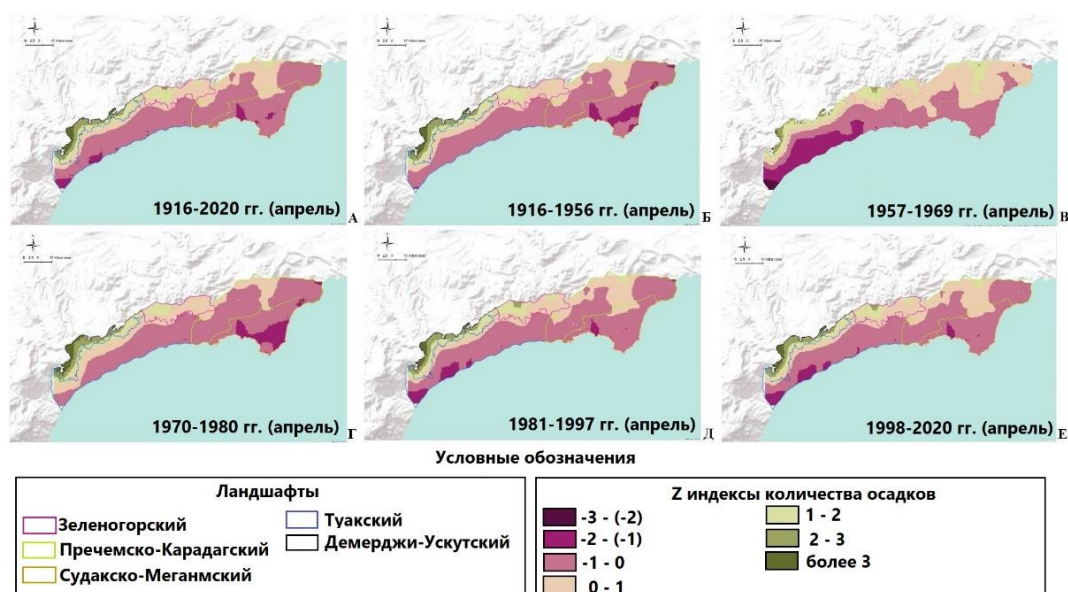 1916-2020 гг. (апрель) А
1916-1956 гг. (апрель) Б
1957-1969 гг. (апрель) В
1970-1980 гг. (апрель) Г
1981-1997 гг. (апрель) Д
1998-2020 гг. (апрель) Е
Условные обозначения
Ландшафты
Зеленогорский
Пречемско-Карадагский
Судакско-Меганмский
Туакский
Демерджи-Ускутский
Z индексы количества осадков
-3 - (-2)
-2 - (-1)
-1 - 0
0 - 1
1 - 2
2 - 3
более 3